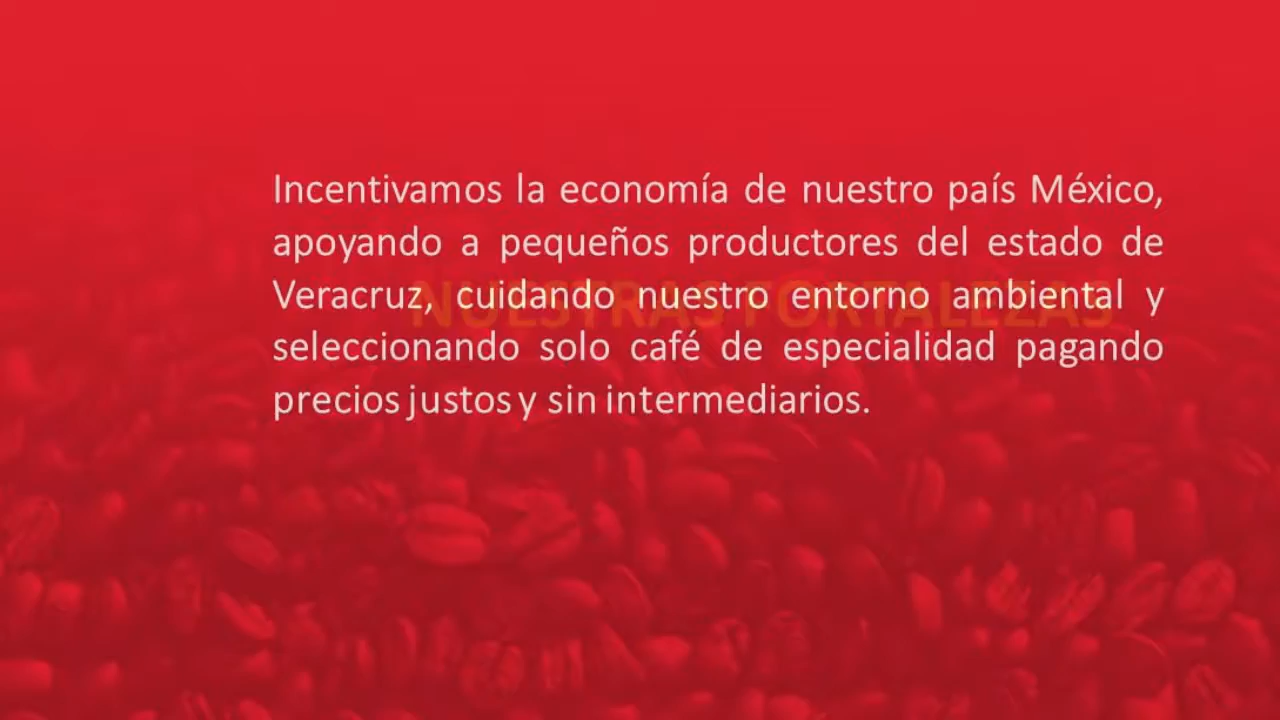 Incentivamos la economía de nuestro país México,
apoyando a pequeños productores del estado de
Veracruz, cuidando nuestro entorno ambiental y
seleccionando solo café de especialidad pagando
precios justos y sin intermediarios.
NUESTRAS FORTALEZAS